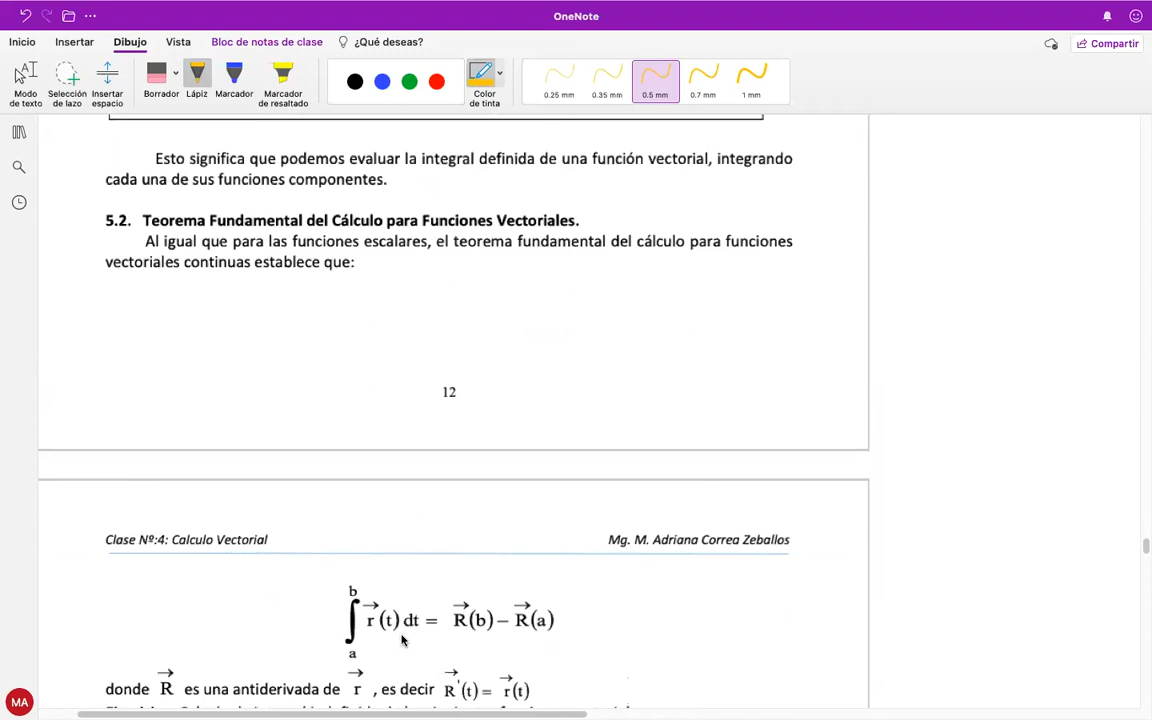 OneNote
Inicio Insertar Dibujo Vista Bloc de notas de clase ¿Qué deseas? Compartir
Modo de texto Selección de lazo Insertar espacio Borrador Lápiz Marcador Marcador de resaltado Color de tinta 0.25 mm 0.35 mm 0.5 mm 0.7 mm 1 mm
Esto significa que podemos evaluar la integral definida de una función vectorial, integrando
cada una de sus funciones componentes.
5.2. Teorema Fundamental del Cálculo para Funciones Vectoriales.
Al igual que para las funciones escalares, el teorema fundamental del cálculo para funciones
vectoriales continuas establece que:
12
Clase Nº:4: Calculo Vectorial Mg. M. Adriana Correa Zeballos
b
∫ r⃗(t) dt = R⃗(b) – R⃗(a)
a
donde R⃗ es una antiderivada de r⃗ , es decir R⃗'(t) = r⃗(t)
MA